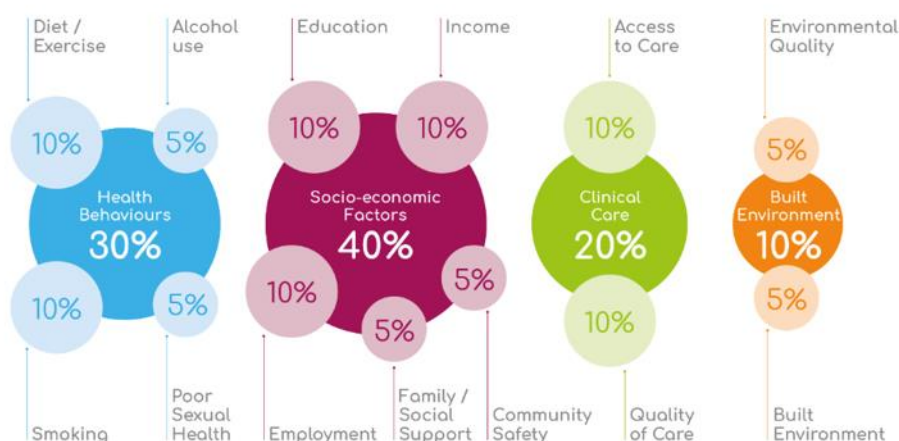 Diet /
Exercise
Alcohol
use
Education
Income
Access
to Care
Environmental
Quality
10%
5%
10%
10%
10%
5%
Health
Behaviours
30%
Socio-economic
Factors
40%
Clinical
Care
20%
Built
Environment
10%
10%
5%
10%
5%
5%
10%
5%
Smoking
Poor
Sexual
Health
Employment
Family /
Social
Support
Community
Safety
Quality
of Care
Built
Environment